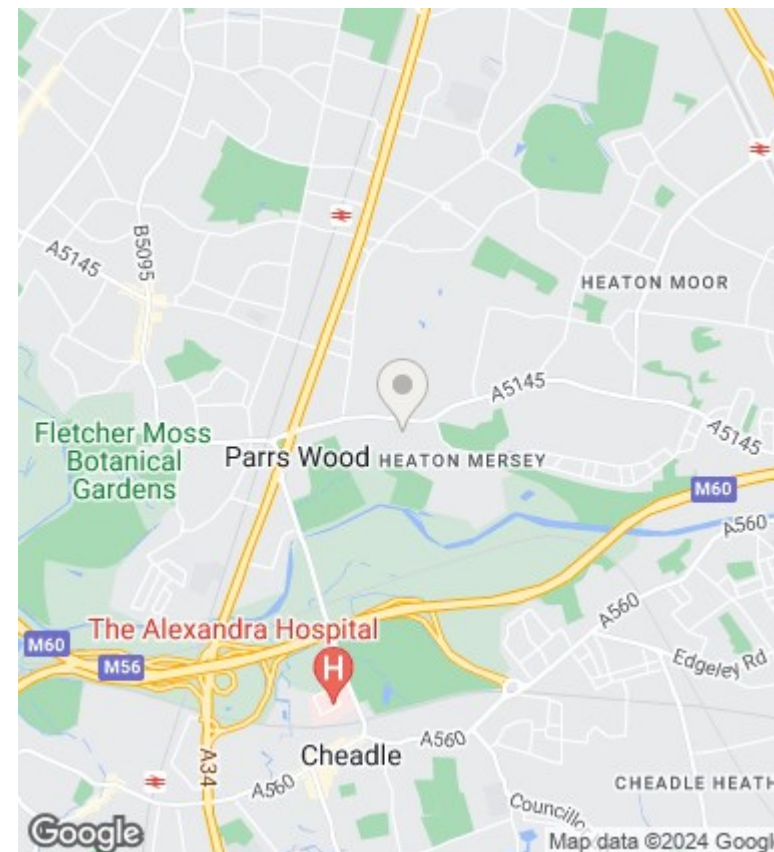 HEATON MOOR
B5095
A5145
A5145
A5145
Fletcher Moss
Botanical
Gardens
Parrs Wood
HEATON MERSEY
M60
A560
The Alexandra Hospital
H
A560
M60
M56
Edgeley Rd
Cheadle
A560
A34
A560
CHEADLE HEATH
Councillo
Google
Map data ©2024 Googl